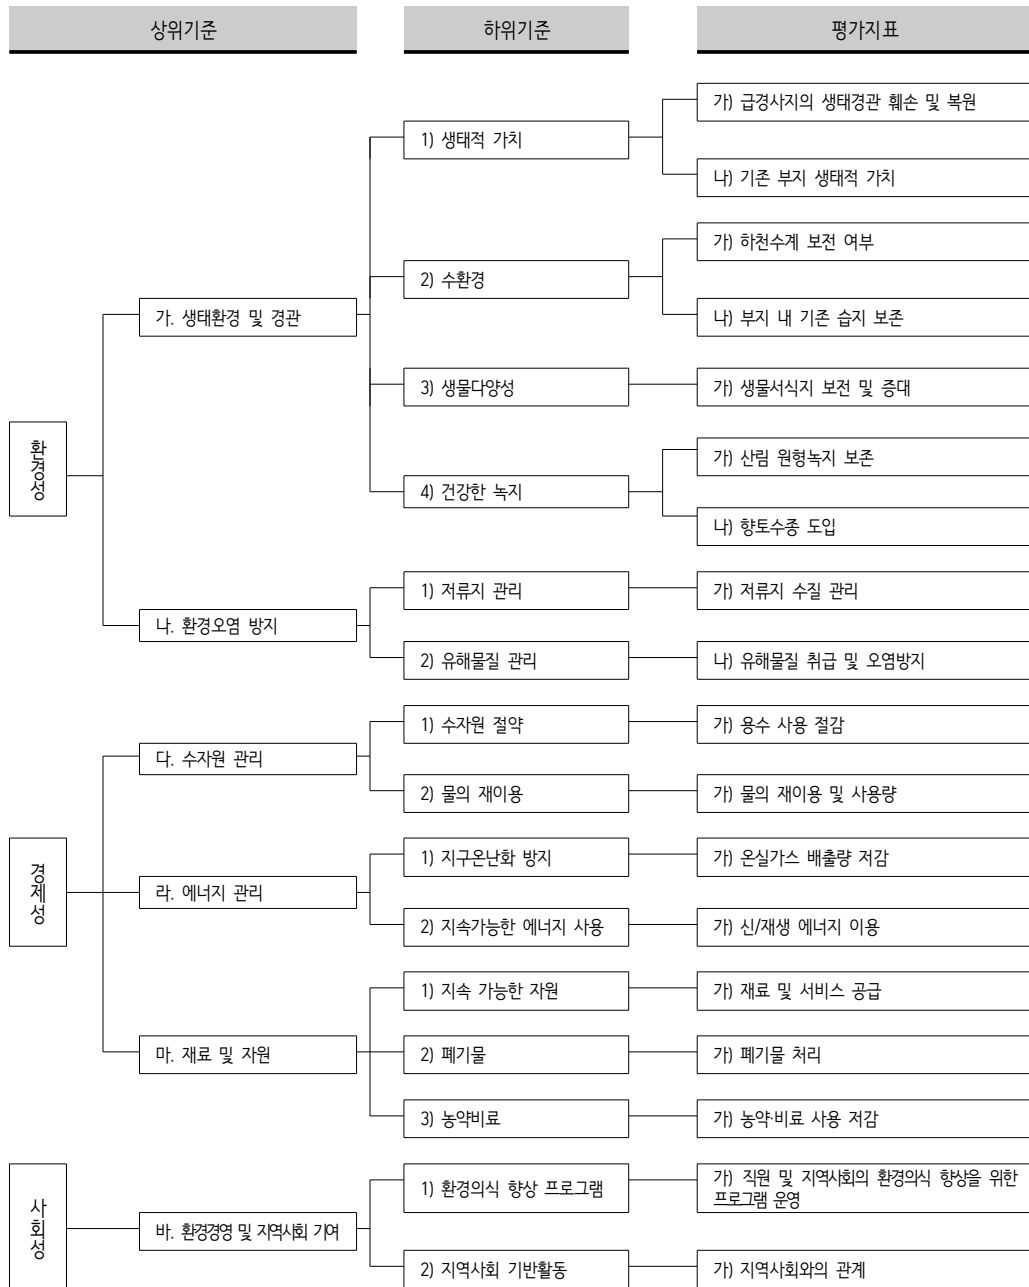 상위기준
하위기준
평가지표
환경성
가. 생태환경 및 경관
1) 생태적 가치
가) 급경사지의 생태경관 훼손 및 복원
나) 기존 부지 생태적 가치
2) 수환경
가) 하천수계 보전 여부
나) 부지 내 기존 습지 보존
3) 생물다양성
가) 생물서식지 보전 및 증대
4) 건강한 녹지
가) 산림 원형녹지 보존
나) 향토수종 도입
나. 환경오염 방지
1) 저류지 관리
가) 저류지 수질 관리
2) 유해물질 관리
나) 유해물질 취급 및 오염방지
경제성
다. 수자원 관리
1) 수자원 절약
가) 용수 사용 절감
2) 물의 재이용
가) 물의 재이용 및 사용량
라. 에너지 관리
1) 지구온난화 방지
가) 온실가스 배출량 저감
2) 지속가능한 에너지 사용
가) 신/재생 에너지 이용
마. 재료 및 자원
1) 지속 가능한 자원
가) 재료 및 서비스 공급
2) 폐기물
가) 폐기물 처리
3) 농약비료
가) 농약·비료 사용 저감
사회성
바. 환경경영 및 지역사회 기여
1) 환경의식 향상 프로그램
가) 직원 및 지역사회의 환경의식 향상을 위한
프로그램 운영
2) 지역사회 기반활동
가) 지역사회와의 관계